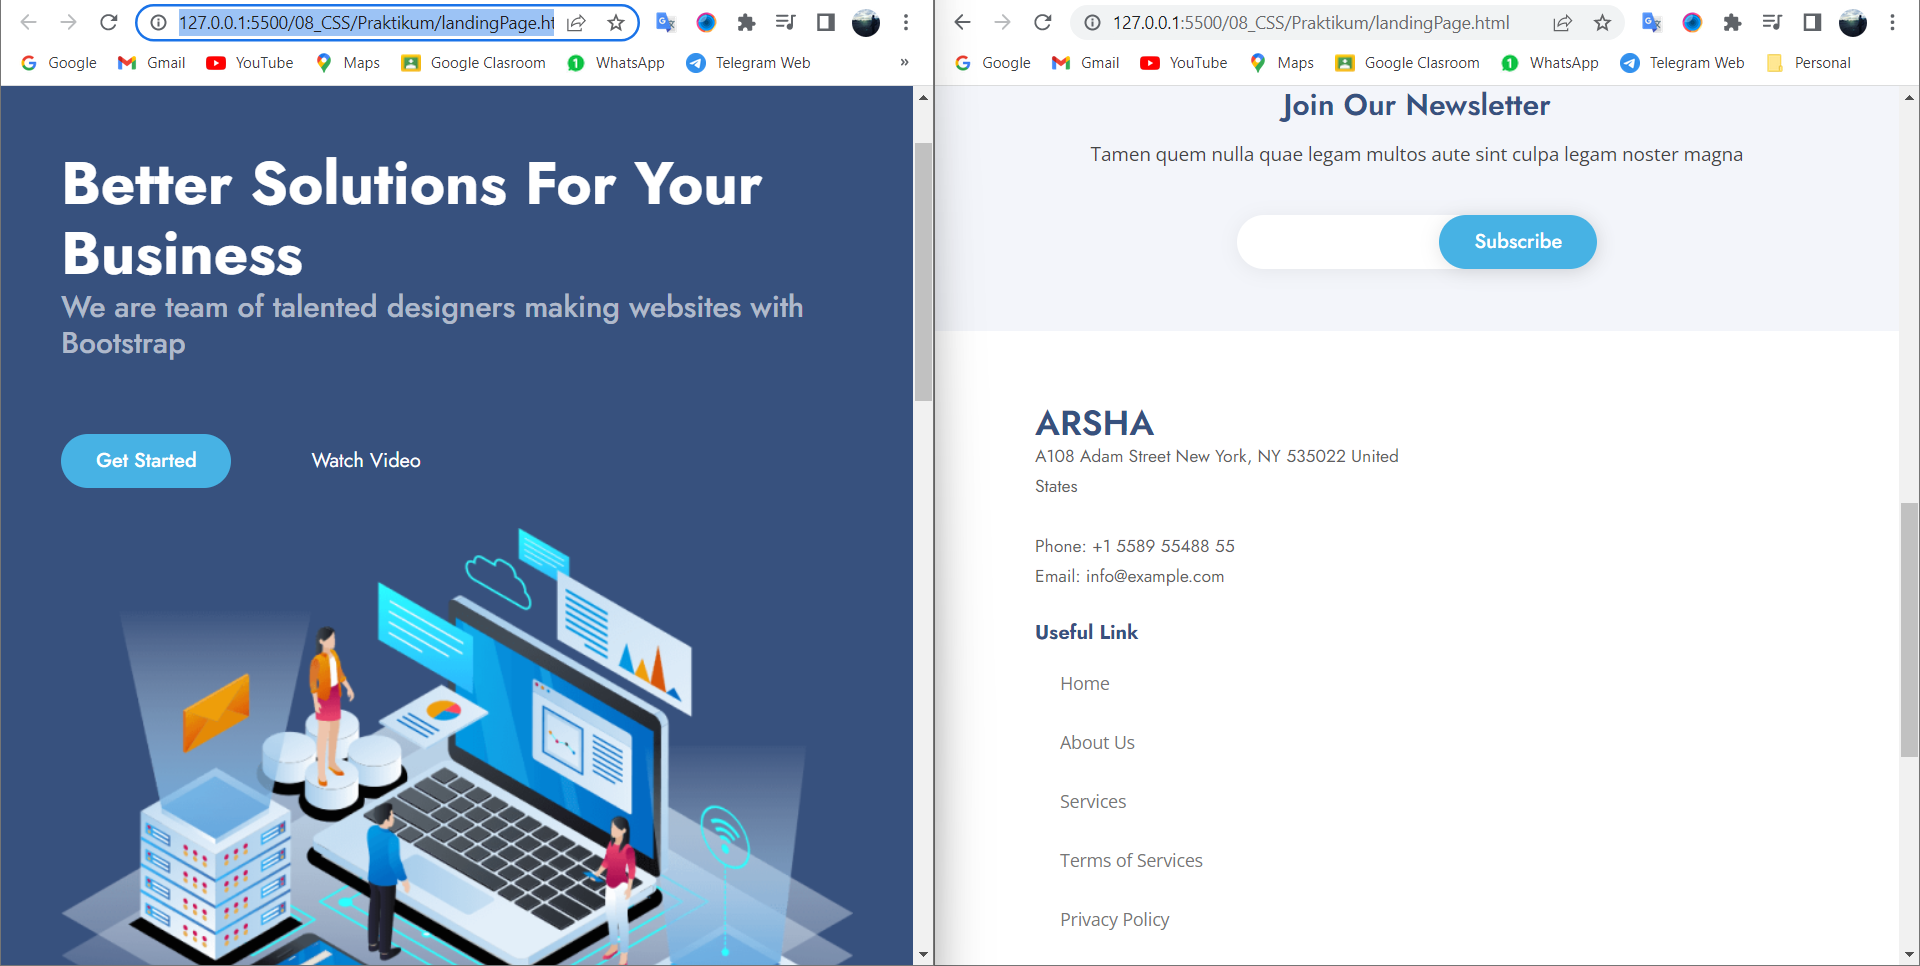 127.0.0.1:5500/08_CSS/Praktikum/landingPage.ht
Google
Gmail
YouTube
Maps
Google Clasroom
WhatsApp
Telegram Web
»
Better Solutions For Your
Business
We are team of talented designers making websites with
Bootstrap
Get Started
Watch Video
127.0.0.1:5500/08_CSS/Praktikum/landingPage.html
Google
Gmail
YouTube
Maps
Google Clasroom
WhatsApp
Telegram Web
Personal
Join Our Newsletter
Tamen quem nulla quae legam multos aute sint culpa legam noster magna
Subscribe
ARSHA
A108 Adam Street New York, NY 535022 United
States
Phone: +1 5589 55488 55
Email: info@example.com
Useful Link
Home
About Us
Services
Terms of Services
Privacy Policy